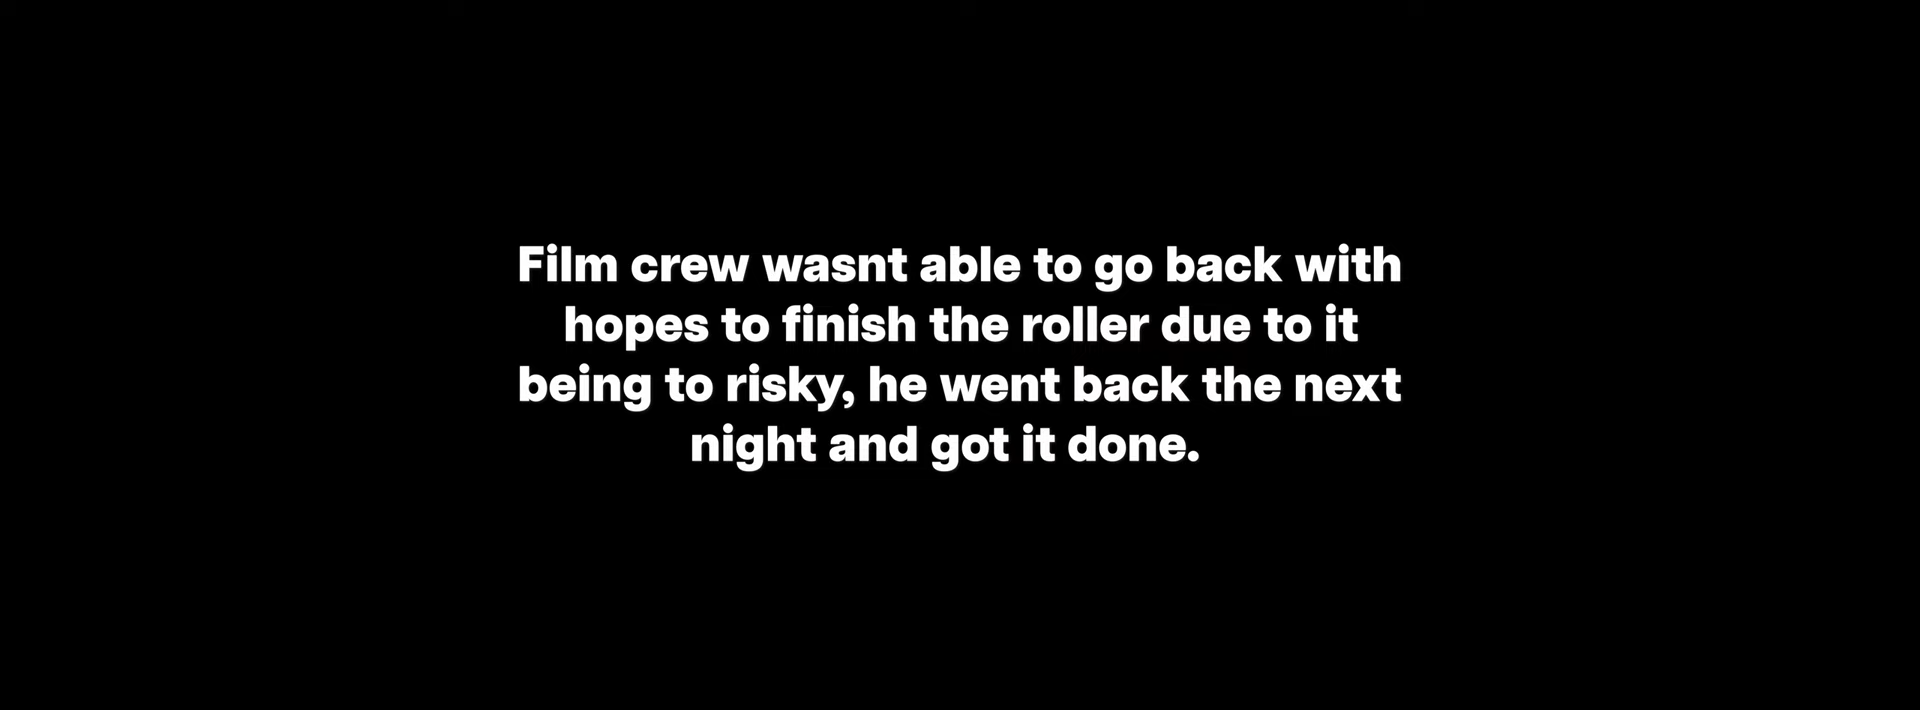 Film crew wasnt able to go back with
hopes to finish the roller due to it
being to risky, he went back the next
night and got it done.